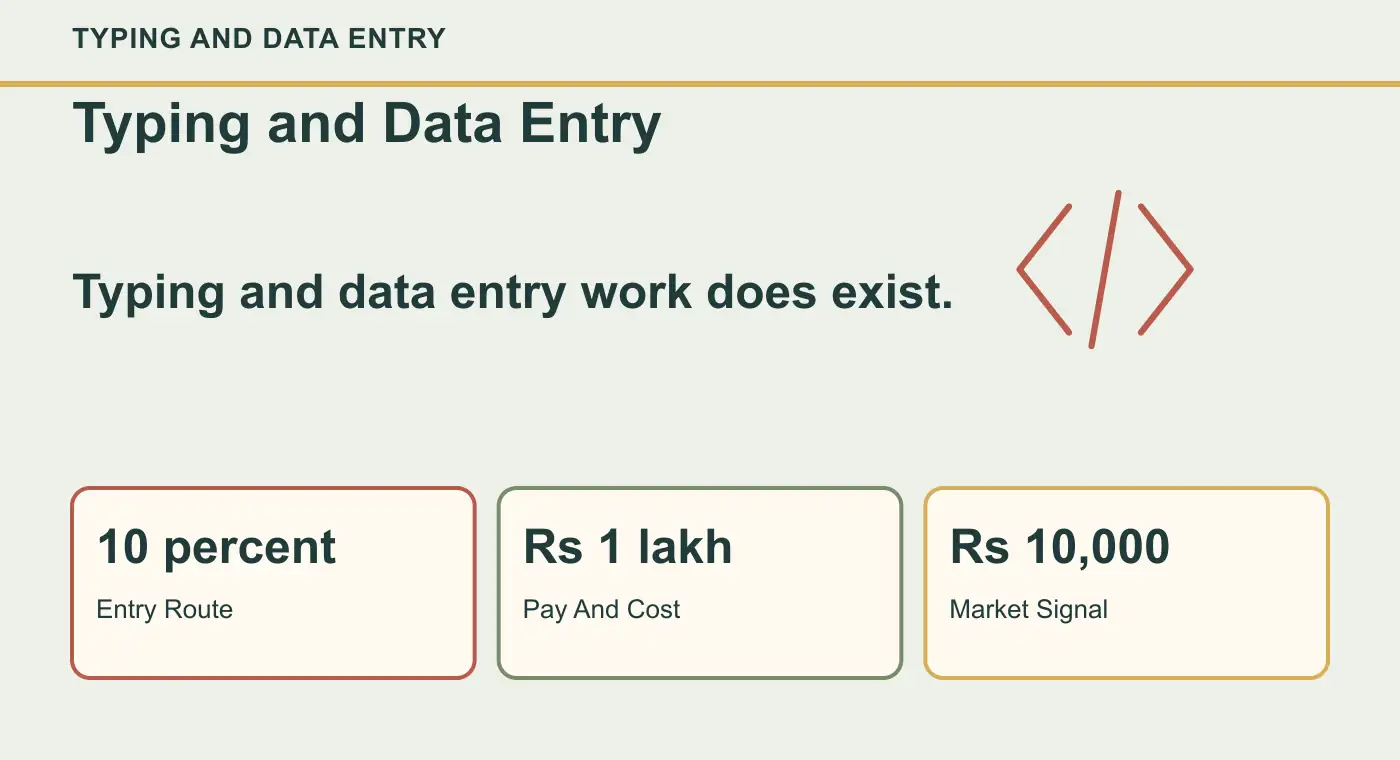 TYPING AND DATA ENTRY
Typing and Data Entry
Typing and data entry work does exist.
10 percent
Entry Route
Rs 1 lakh
Pay And Cost
Rs 10,000
Market Signal